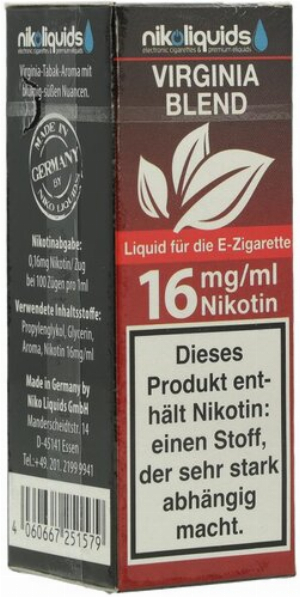 nikoliquids
electronic cigarettes & premium eliquids
Virginia-Tabak-Aroma mit
blumig-süßen Nuancen.
MADE IN
GERMANY
BY
NIKO LIQUIDS
Nikotinabgabe:
0,16mg Nikotin/Zug
bei 100 Zügen pro 1ml
Verwendete Inhaltsstoffe:
Propylenglykol, Glycerin,
Aroma, Nikotin 16mg/ml
Made in Germany by
Niko Liquids GmbH
Manderscheidtstr. 14
D-45141 Essen
Tel.:+49. 201. 2199 9941
4 060667 251579
nikoliquids
electronic cigarettes & premium eliquids
VIRGINIA
BLEND
Liquid für die E-Zigarette
16 mg/ml
Nikotin
Dieses
Produkt ent-
hält Nikotin:
einen Stoff,
der sehr stark
abhängig
macht.